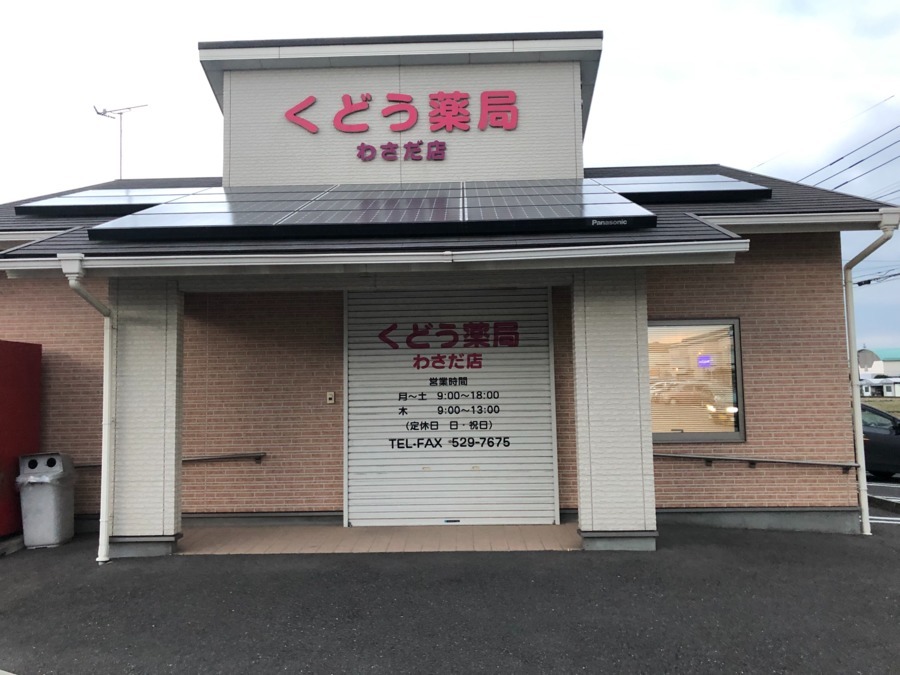 くどう薬局
わさだ店
Panasonic
くどう薬局
わさだ店
営業時間
月～土 9:00～18:00
木 9:00～13:00
(定休日 日・祝日)
TEL-FAX 529-7675